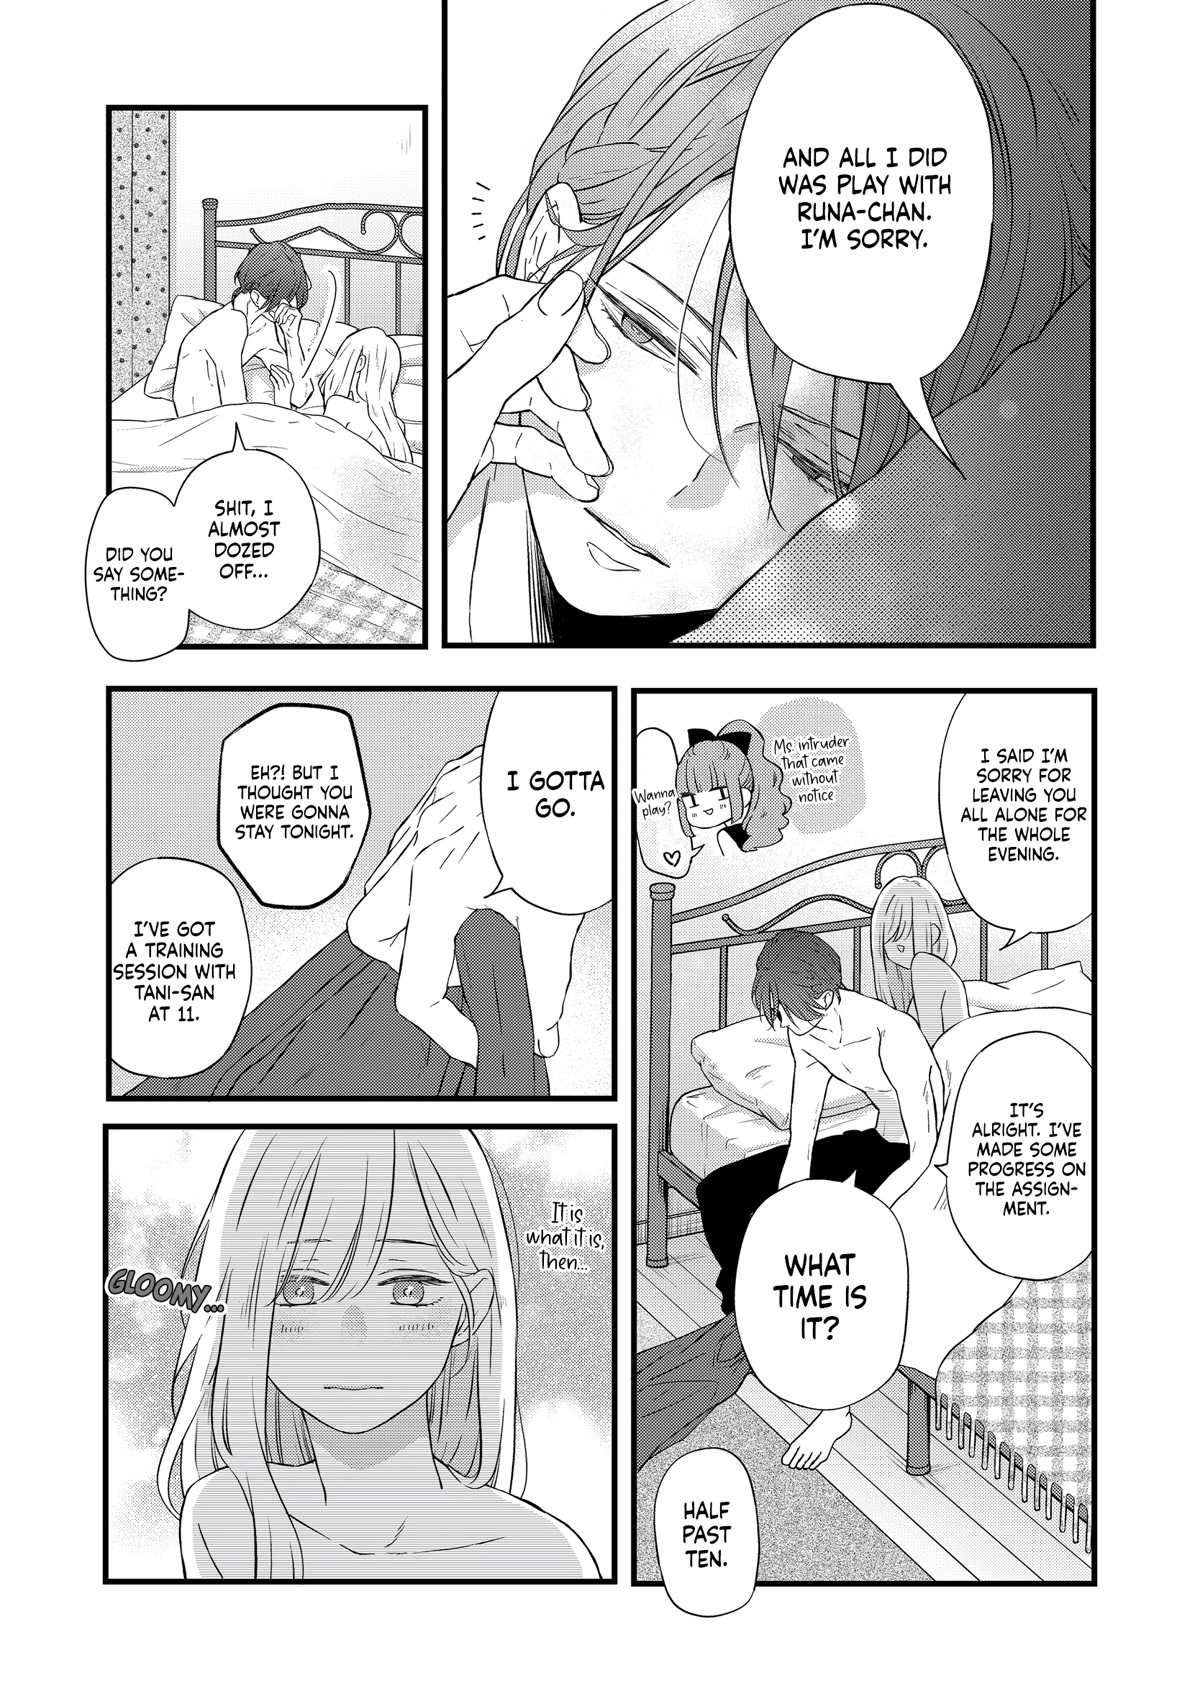 AND ALL I DID
WAS PLAY WITH
RUNA-CHAN.
I'M SORRY.
SHIT, I
ALMOST
DOZED
OFF...
DID YOU
SAY SOME-
THING?
I SAID I'M
SORRY FOR
LEAVING YOU
ALL ALONE FOR
THE WHOLE
EVENING.
Ms. intruder
that came
without
notice
Wanna
play?
IT'S
ALRIGHT. I'VE
MADE SOME
PROGRESS ON
THE ASSIGN-
MENT.
WHAT
TIME IS
IT?
HALF
PAST
TEN.
I GOTTA
GO.
EH?! BUT I
THOUGHT YOU
WERE GONNA
STAY TONIGHT.
I'VE GOT
A TRAINING
SESSION WITH
TANI-SAN
AT 11.
It is
what it is,
then...
GLOOMY...